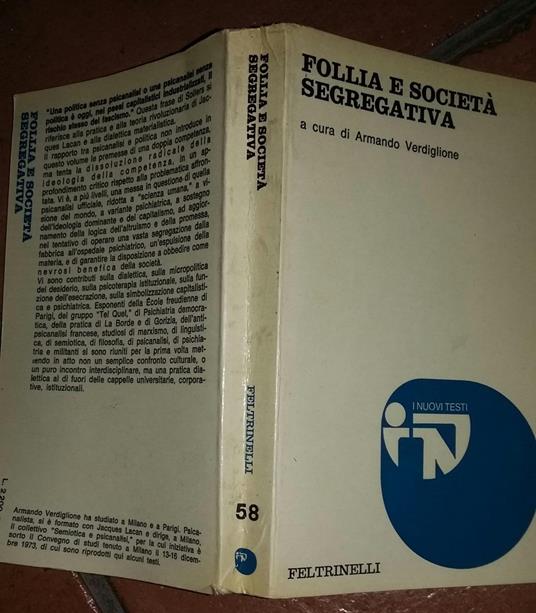 FOLLIA E SOCIETÀ
SEGREGATIVA
a cura di Armando Verdiglione
I NUOVI TESTI
FELTRINELLI
FOLLIA E SOCIETÀ
SEGREGATIVA
FELTRINELLI
58
FOLLIA E SOCIETÀ
SEGREGATIVA
"Una politica senza psicanalisi o una psicanalisi senza
politica è oggi, nei paesi capitalistici industrializzati, il
rischio stesso del fascismo." Questa frase di Sollers si
riferisce alla pratica e alla teoria rivoluzionaria di Jac-
ques Lacan e alla dialettica materialista.
Il rapporto tra psicanalisi e politica non introduce in
questo volume le premesse di una doppia competenza,
ma tenta la dissoluzione radicale della
ideologia della competenza. In un ap-
profondimento critico rispetto alla problematica affron-
tata. Vi è, a più livelli, una messa in questione di quella
psicanalisi ufficiale, ridotta a "scienza umana," a vi-
sione del mondo, a variante psichiatrica, a sostegno
dell'ideologia dominante e del capitalismo, ad aggior-
namento della logica dell'altruismo e della promessa,
nel tentativo di operare una vasta segregazione dalla
fabbrica all'ospedale psichiatrico, un'espulsione della
materia, e di garantire la disposizione a obbedire come
nevrosi benefica della società.
Vi sono contributi sulla dialettica, sulla micropolitica
del desiderio, sulla psicoterapia istituzionale, sulla fun-
zione dell'esecrazione, sulla simbolizzazione capitalisti-
ca e psichiatrica. Esponenti della École freudienne di
Parigi, del gruppo "Tel Quel," di Psichiatria democra-
tica, della pratica di La Borde e di Gorizia, dell'anti-
psicanalisi francese, studiosi di marxismo, di linguisti-
ca, di semiotica, di filosofia, di psicanalisi, di psichia-
tria e militanti si sono riuniti per la prima volta met-
tendo in atto non un semplice confronto culturale, o
un puro incontro interdisciplinare, ma una pratica dia-
lettica al di fuori delle cappelle universitarie, corpora-
tive, istituzionali.
Armando Verdiglione ha studiato a Milano e a Parigi. Psica-
nalista, si è formato con Jacques Lacan e dirige, a Milano,
il collettivo "Semiotica e psicanalisi," per la cui iniziativa è
sorto il Convegno di studi tenuto a Milano il 13-16 dicem-
bre 1973, di cui sono riprodotti qui alcuni testi.
L. 2.200